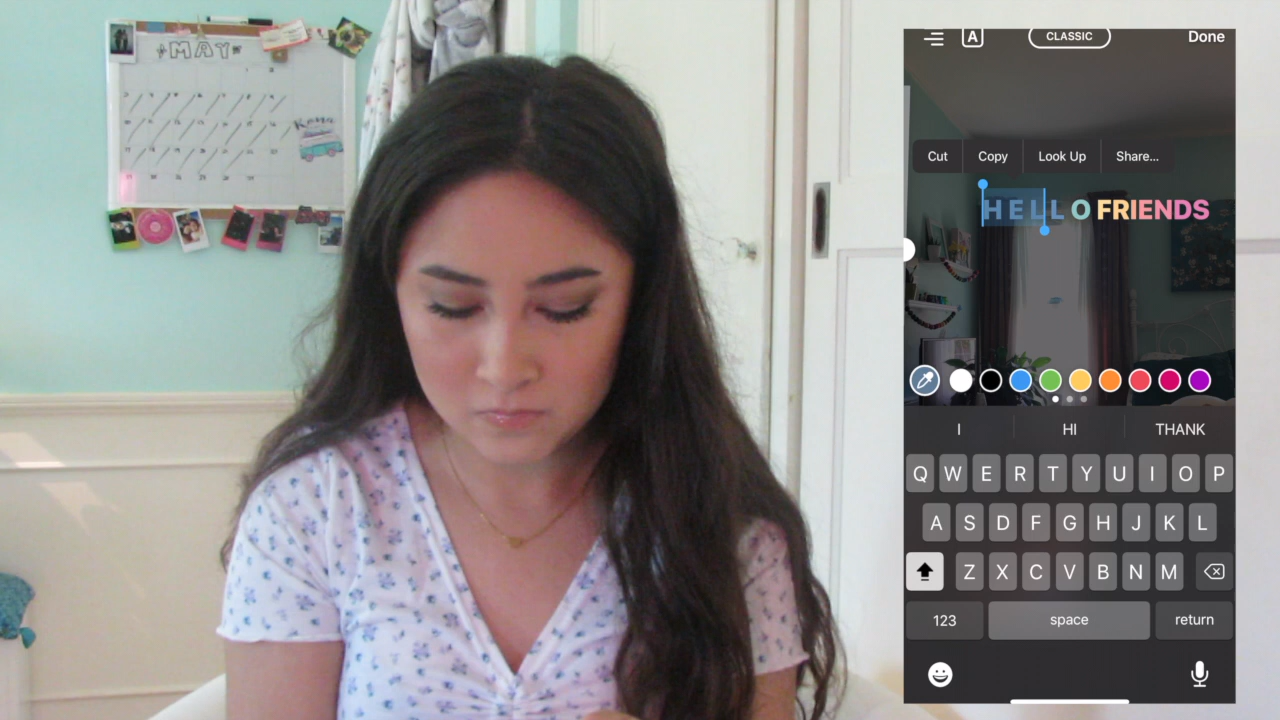 MAY
CLASSIC
Done
Cut Copy Look Up Share...
HELLO FRIENDS
I HI THANK
Q W E R T Y U I O P
A S D F G H J K L
Z X C V B N M
123 space return